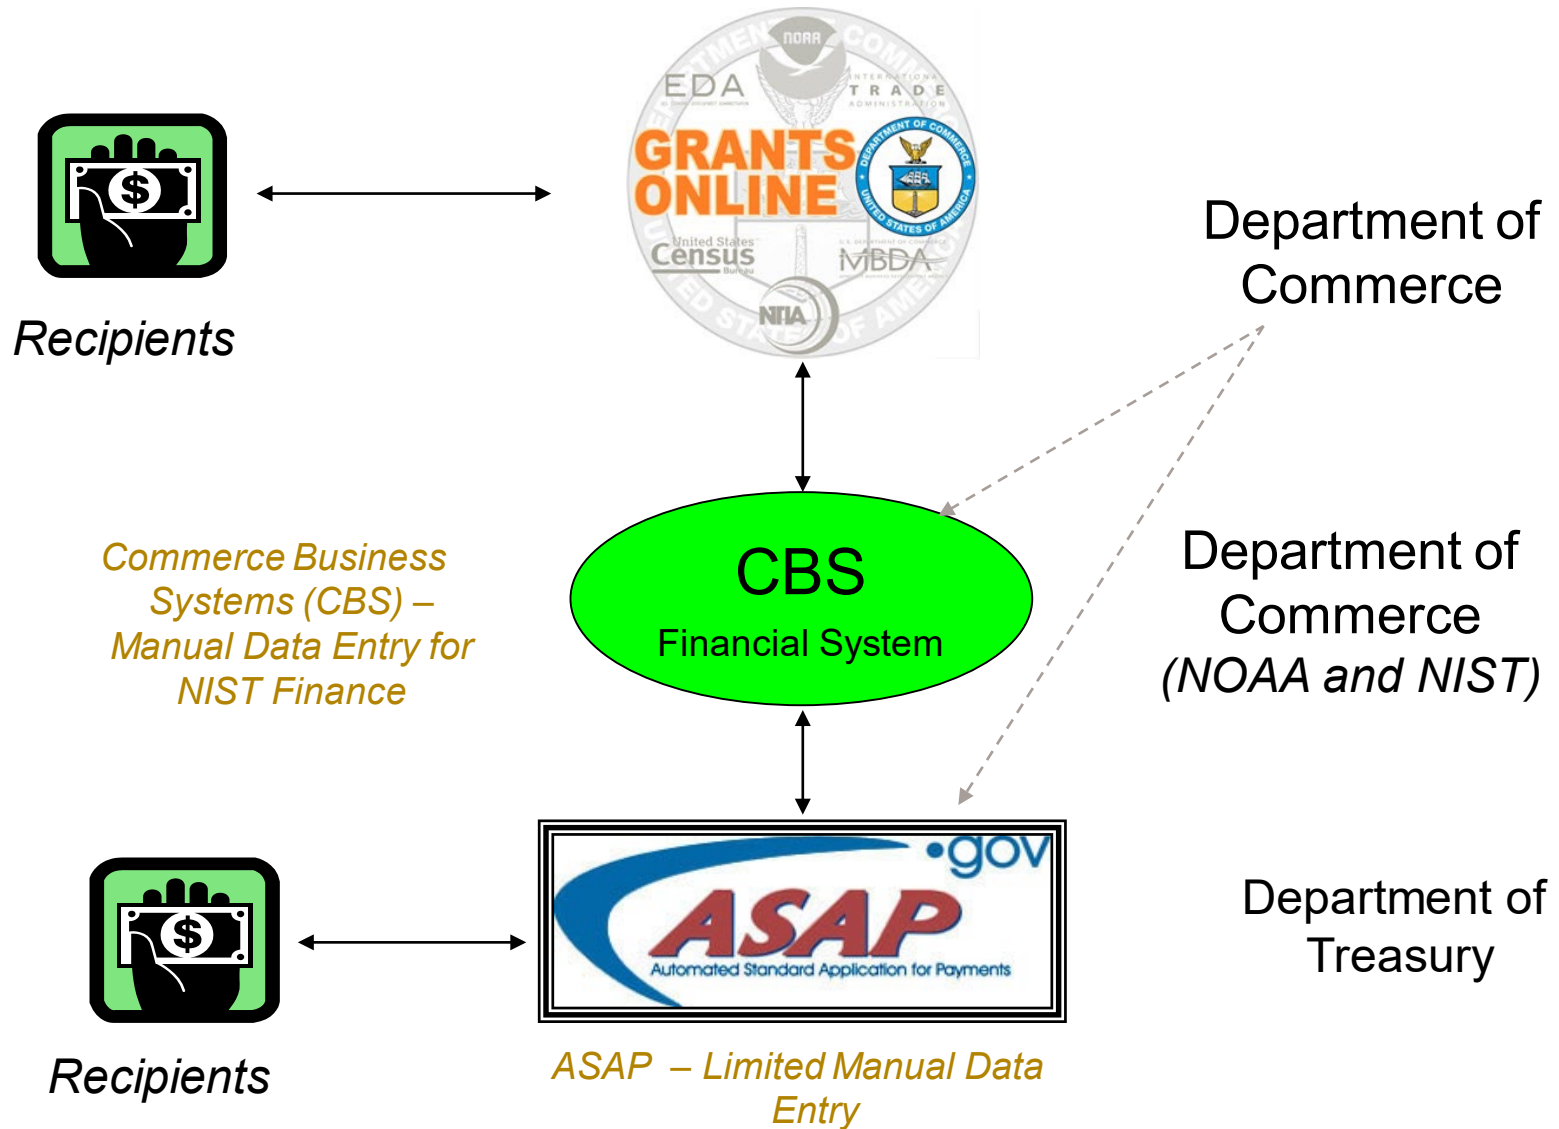 NOAA
EDA
INTERNATIONAL
TRADE
ADMINISTRATION
GRANTS
ONLINE
DEPARTMENT OF COMMERCE
UNITED STATES OF AMERICA
United States
Census
Bureau
U.S. DEPARTMENT OF COMMERCE
MBDA
NTIA
$
Recipients
Department of
Commerce
Commerce Business
Systems (CBS) –
Manual Data Entry for
NIST Finance
CBS
Financial System
Department of
Commerce
(NOAA and NIST)
$
Recipients
.gov
ASAP
Automated Standard Application for Payments
ASAP – Limited Manual Data
Entry
Department of
Treasury